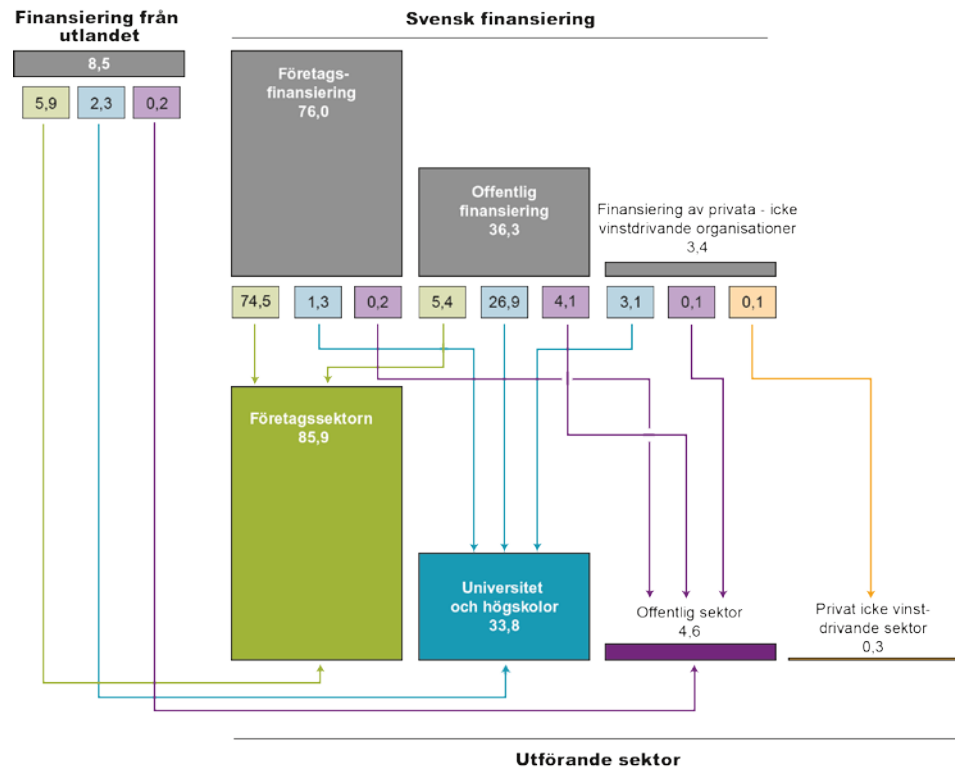 Finansiering från
utlandet
8,5
5,9
2,3
0,2
Svensk finansiering
Företags-
finansiering
76,0
Offentlig
finansiering
36,3
Finansiering av privata - icke
vinstdrivande organisationer
3,4
74,5
1,3
0,2
5,4
26,9
4,1
3,1
0,1
0,1
Företagssektorn
85,9
Universitet
och högskolor
33,8
Offentlig sektor
4,6
Privat icke vinst-
drivande sektor
0,3
Utförande sektor